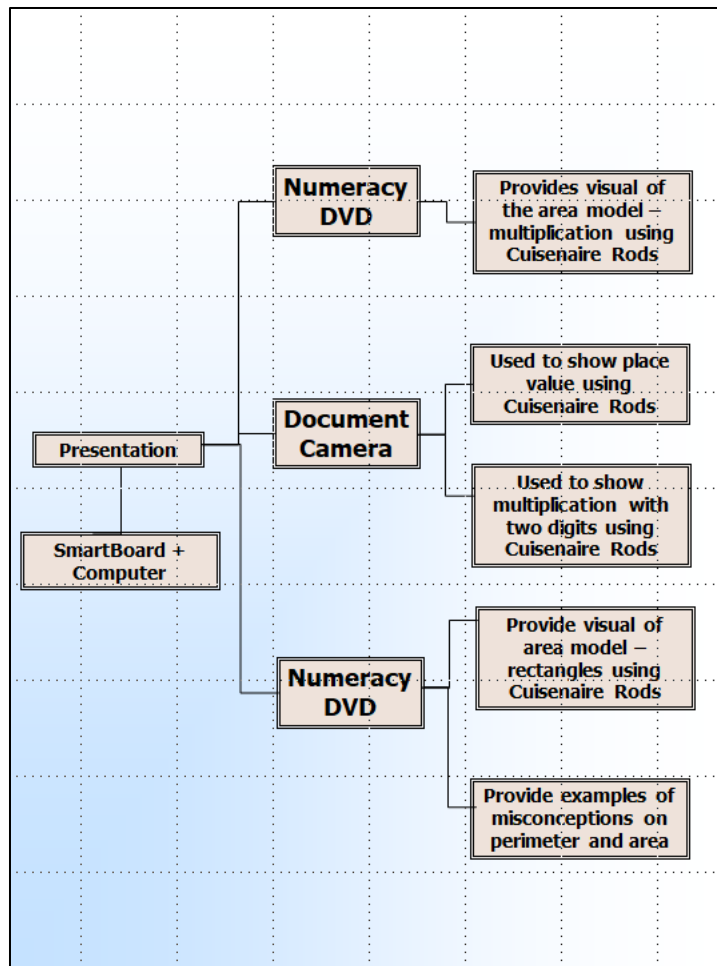 Numeracy
DVD
Provides visual of
the area model –
multiplication using
Cuisenaire Rods
Used to show place
value using
Cuisenaire Rods
Document
Camera
Presentation
Used to show
multiplication with
two digits using
Cuisenaire Rods
SmartBoard +
Computer
Provide visual of
area model –
rectangles using
Cuisenaire Rods
Numeracy
DVD
Provide examples of
misconceptions on
perimeter and area